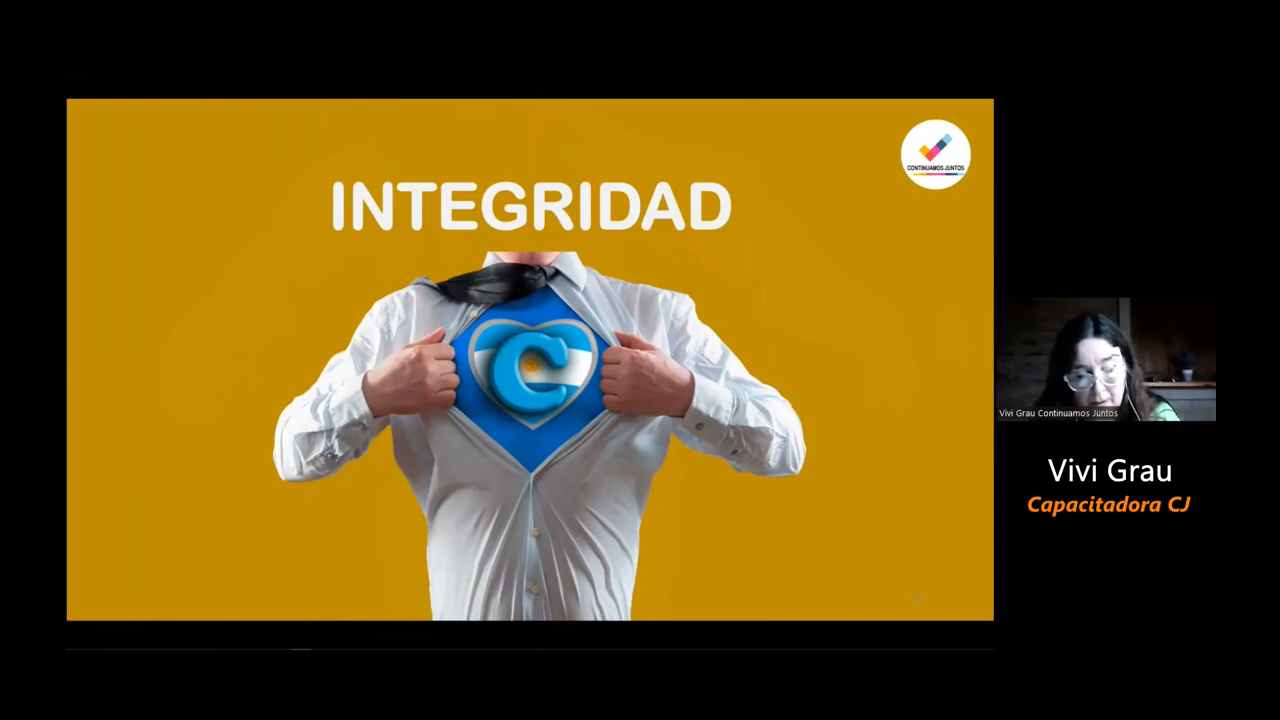 CONTINUAMOS JUNTOS
INTEGRIDAD
C
Vivi Grau Continuamos Juntos
Vivi Grau
Capacitadora CJ